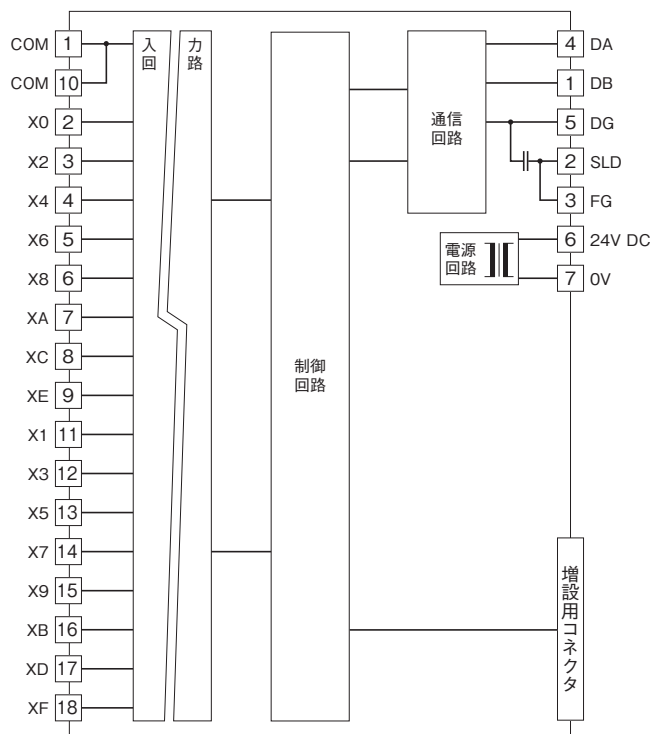 COM 1
COM 10
X0 2
X2 3
X4 4
X6 5
X8 6
XA 7
XC 8
XE 9
X1 11
X3 12
X5 13
X7 14
X9 15
XB 16
XD 17
XF 18
入力
回路
制御
回路
通信
回路
4 DA
1 DB
5 DG
2 SLD
3 FG
電源
回路
6 24V DC
7 0V
増設用コネクタ